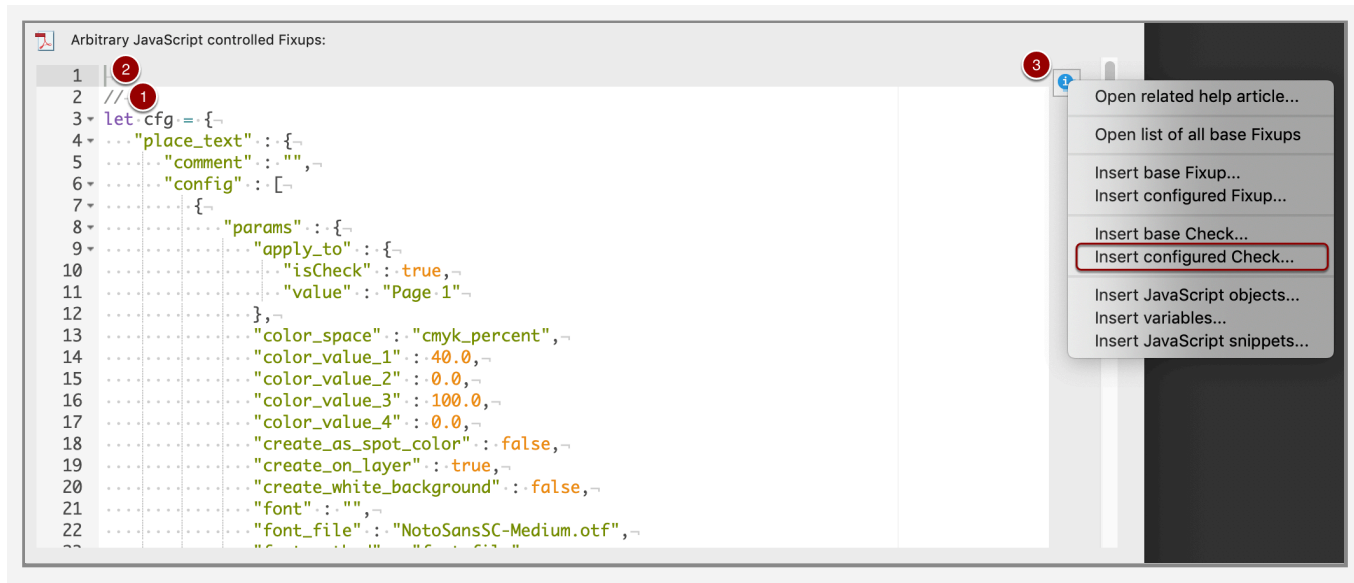 Arbitrary JavaScript controlled Fixups:
1
2 //
3 let cfg = {
4 "place_text" : {
5 "comment" : "",
6 "config" : [
7 {
8 "params" : {
9 "apply_to" : {
10 "isCheck" : true,
11 "value" : "Page 1"
12 },
13 "color_space" : "cmyk_percent",
14 "color_value_1" : 40.0,
15 "color_value_2" : 0.0,
16 "color_value_3" : 100.0,
17 "color_value_4" : 0.0,
18 "create_as_spot_color" : false,
19 "create_on_layer" : true,
20 "create_white_background" : false,
21 "font" : "",
22 "font_file" : "NotoSansSC-Medium.otf",
2
1
3
i
Open related help article...
Open list of all base Fixups
Insert base Fixup...
Insert configured Fixup...
Insert base Check...
Insert configured Check...
Insert JavaScript objects...
Insert variables...
Insert JavaScript snippets...